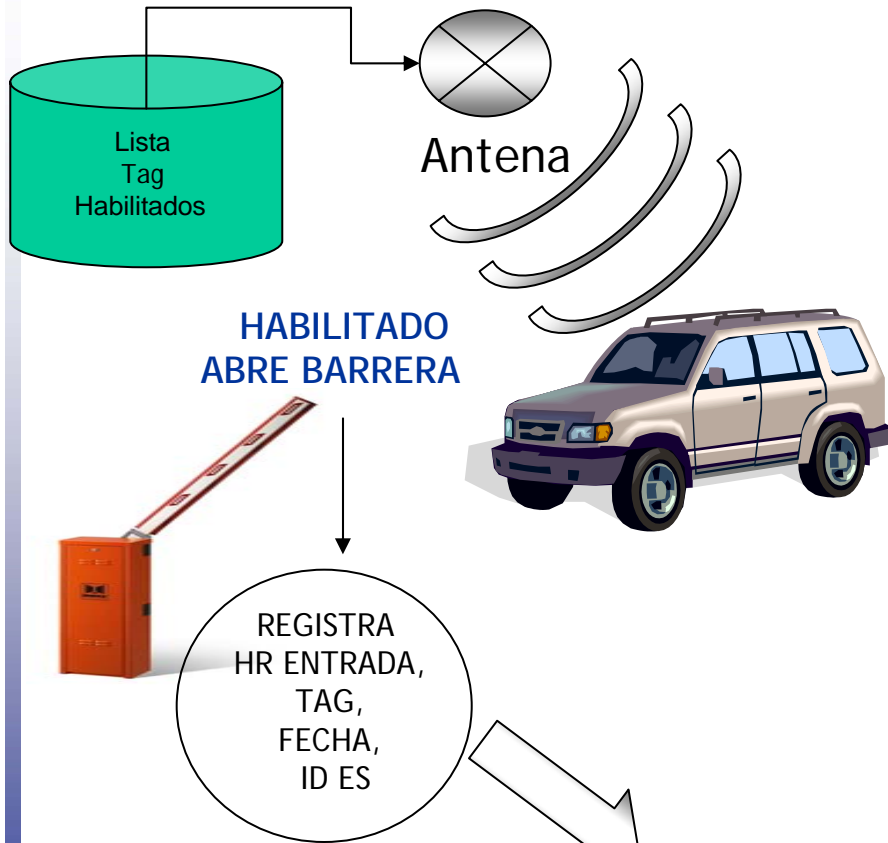 Lista
Tag
Habilitados
Antena
HABILITADO
ABRE BARRERA
REGISTRA
HR ENTRADA,
TAG,
FECHA,
ID ES